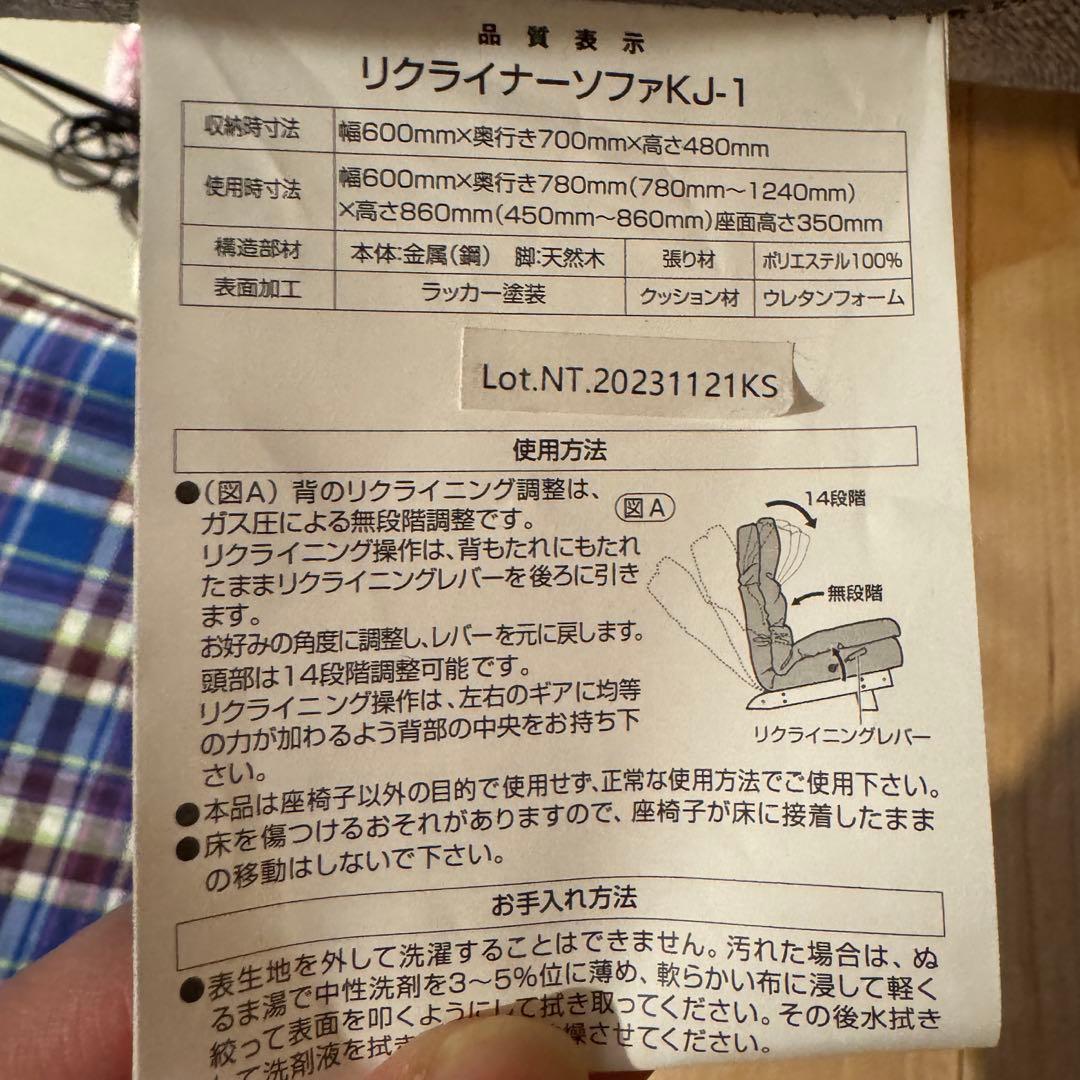 品質表示
リクライナーソファKJ-1
収納時寸法 幅600mm×奥行き700mm×高さ480mm
使用時寸法 幅600mm×奥行き780mm(780mm～1240mm)
×高さ860mm(450mm～860mm)座面高さ350mm
構造部材 本体:金属(鋼) 脚:天然木 張り材 ポリエステル100%
表面加工 ラッカー塗装 クッション材 ウレタンフォーム
Lot.NT.20231121KS
使用方法
●(図A) 背のリクライニング調整は、
ガス圧による無段階調整です。
リクライニング操作は、背もたれにもたれ
たままリクライニングレバーを後ろに引き
ます。
お好みの角度に調整し、レバーを元に戻します。
頭部は14段階調整可能です。
リクライニング操作は、左右のギアに均等
の力が加わるよう背部の中央をお持ち下
さい。
図A
14段階
無段階
リクライニングレバー
●本品は座椅子以外の目的で使用せず、正常な使用方法でご使用下さい。
●床を傷つけるおそれがありますので、座椅子が床に接着したまま
の移動はしないで下さい。
お手入れ方法
●表生地を外して洗濯することはできません。汚れた場合は、ぬ
るま湯で中性洗剤を3～5%位に薄め、軟らかい布に浸して軽く
絞って表面を叩くようにして拭き取ってください。その後水拭き
して洗剤液を拭き 燥させてください。